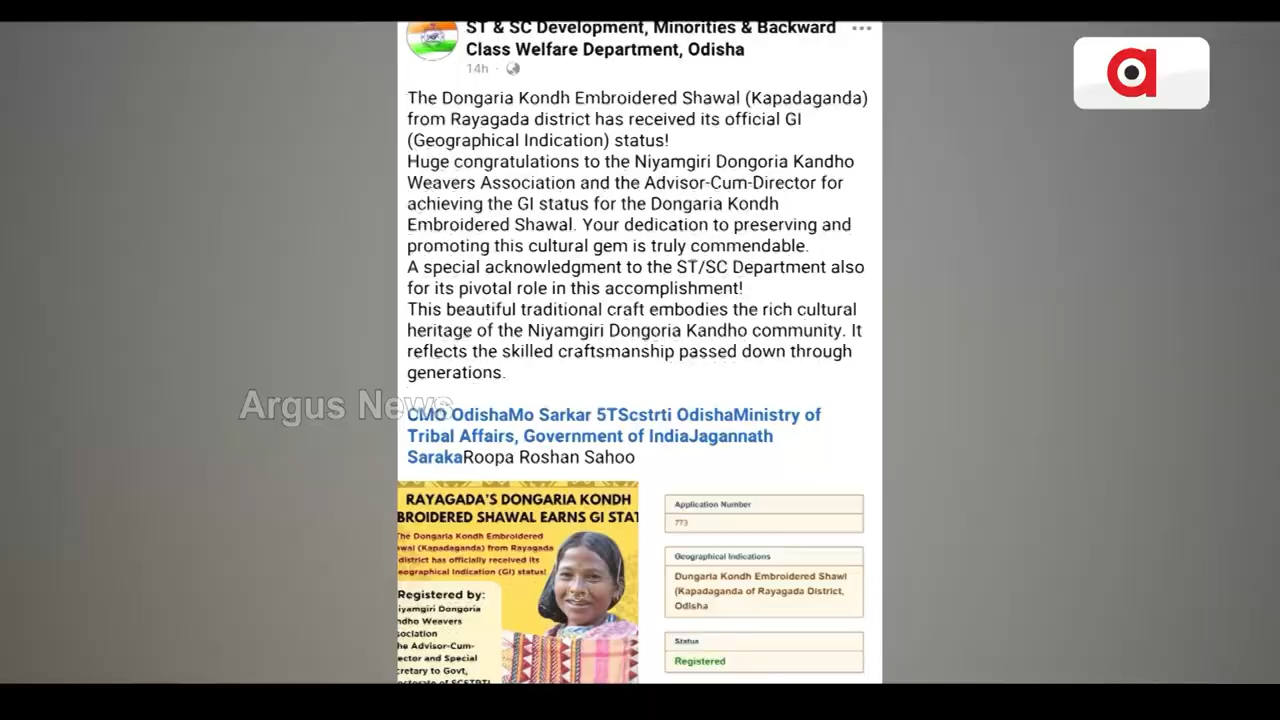 ST & SC Development, Minorities & Backward
Class Welfare Department, Odisha
14h
The Dongaria Kondh Embroidered Shawal (Kapadaganda)
from Rayagada district has received its official GI
(Geographical Indication) status!
Huge congratulations to the Niyamgiri Dongoria Kandho
Weavers Association and the Advisor-Cum-Director for
achieving the GI status for the Dongaria Kondh
Embroidered Shawal. Your dedication to preserving and
promoting this cultural gem is truly commendable.
A special acknowledgment to the ST/SC Department also
for its pivotal role in this accomplishment!
This beautiful traditional craft embodies the rich cultural
heritage of the Niyamgiri Dongoria Kandho community. It
reflects the skilled craftsmanship passed down through
generations.
Argus News
CMO OdishaMo Sarkar 5TScstrti OdishaMinistry of
Tribal Affairs, Government of IndiaJagannath
SarakaRoopa Roshan Sahoo
RAYAGADA'S DONGARIA KONDH
BROIDERED SHAWAL EARNS GI STAT
The Dongaria Kondh Embroidered
awal (Kapadaganda) from Rayagada
district has officially received its
eographical Indication (GI) status!
Registered by:
iyamgiri Dongoria
ndho Weavers
sociation
he Advisor-Cum-
ector and Special
cretary to Govt,
Application Number
773
Geographical Indications
Dungaria Kondh Embroidered Shawl
(Kapadaganda of Rayagada District,
Odisha
Status
Registered
a